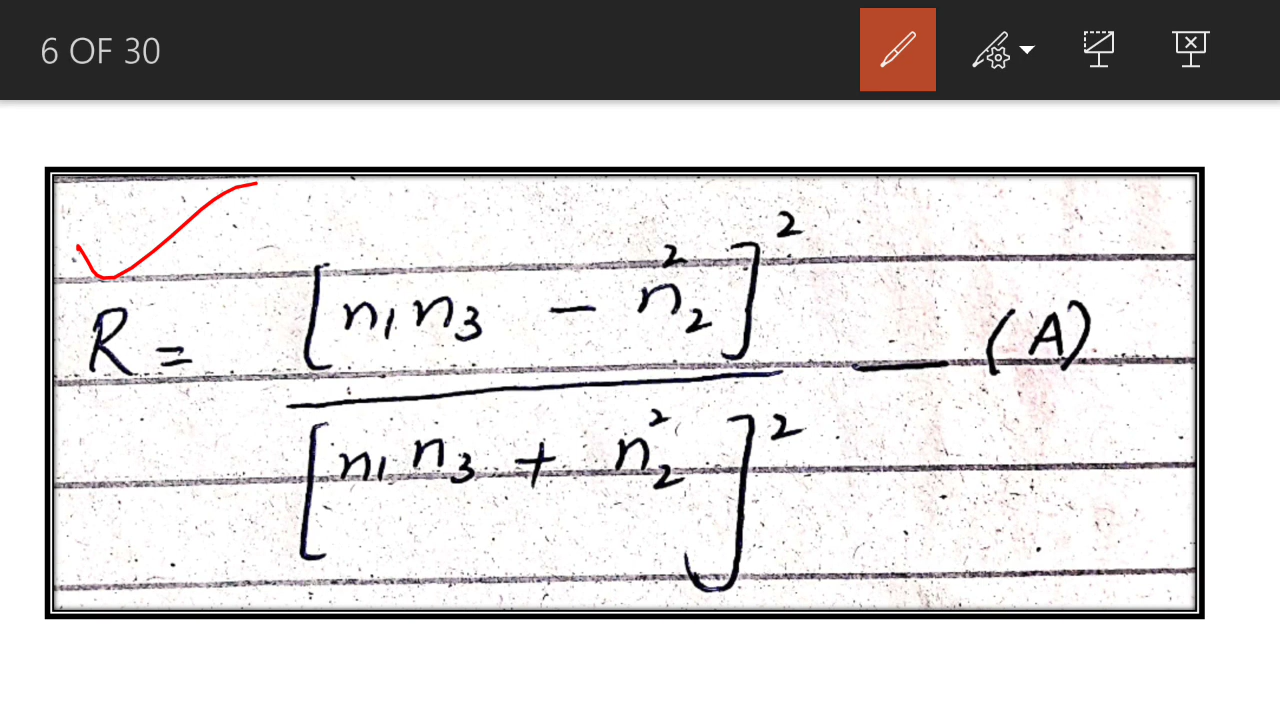 6 OF 30
R = [n₁n₃ − n₂²]² / [n₁n₃ + n₂²]² — (A)